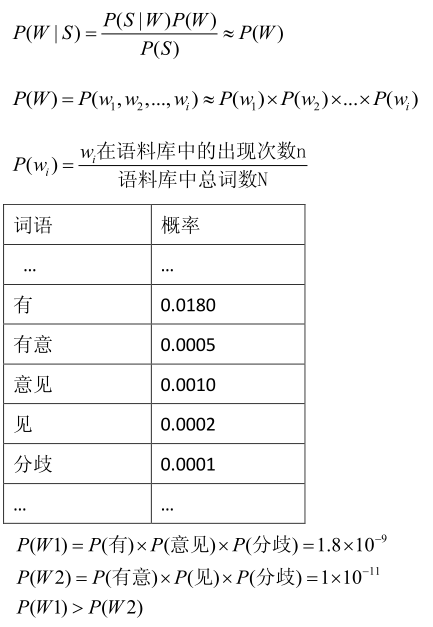 P(W | S) = P(S | W)P(W) / P(S) ≈ P(W)
P(W) = P(w₁, w₂,..., wᵢ) ≈ P(w₁)×P(w₂)×...×P(wᵢ)
P(wᵢ) = wᵢ在语料库中的出现次数n / 语料库中总词数N
词语 概率
... ...
有 0.0180
有意 0.0005
意见 0.0010
见 0.0002
分歧 0.0001
... ...
P(W1) = P(有)×P(意见)×P(分歧) =1.8×10⁻⁹
P(W2) = P(有意)×P(见)×P(分歧) =1×10⁻¹¹
P(W1) > P(W2)